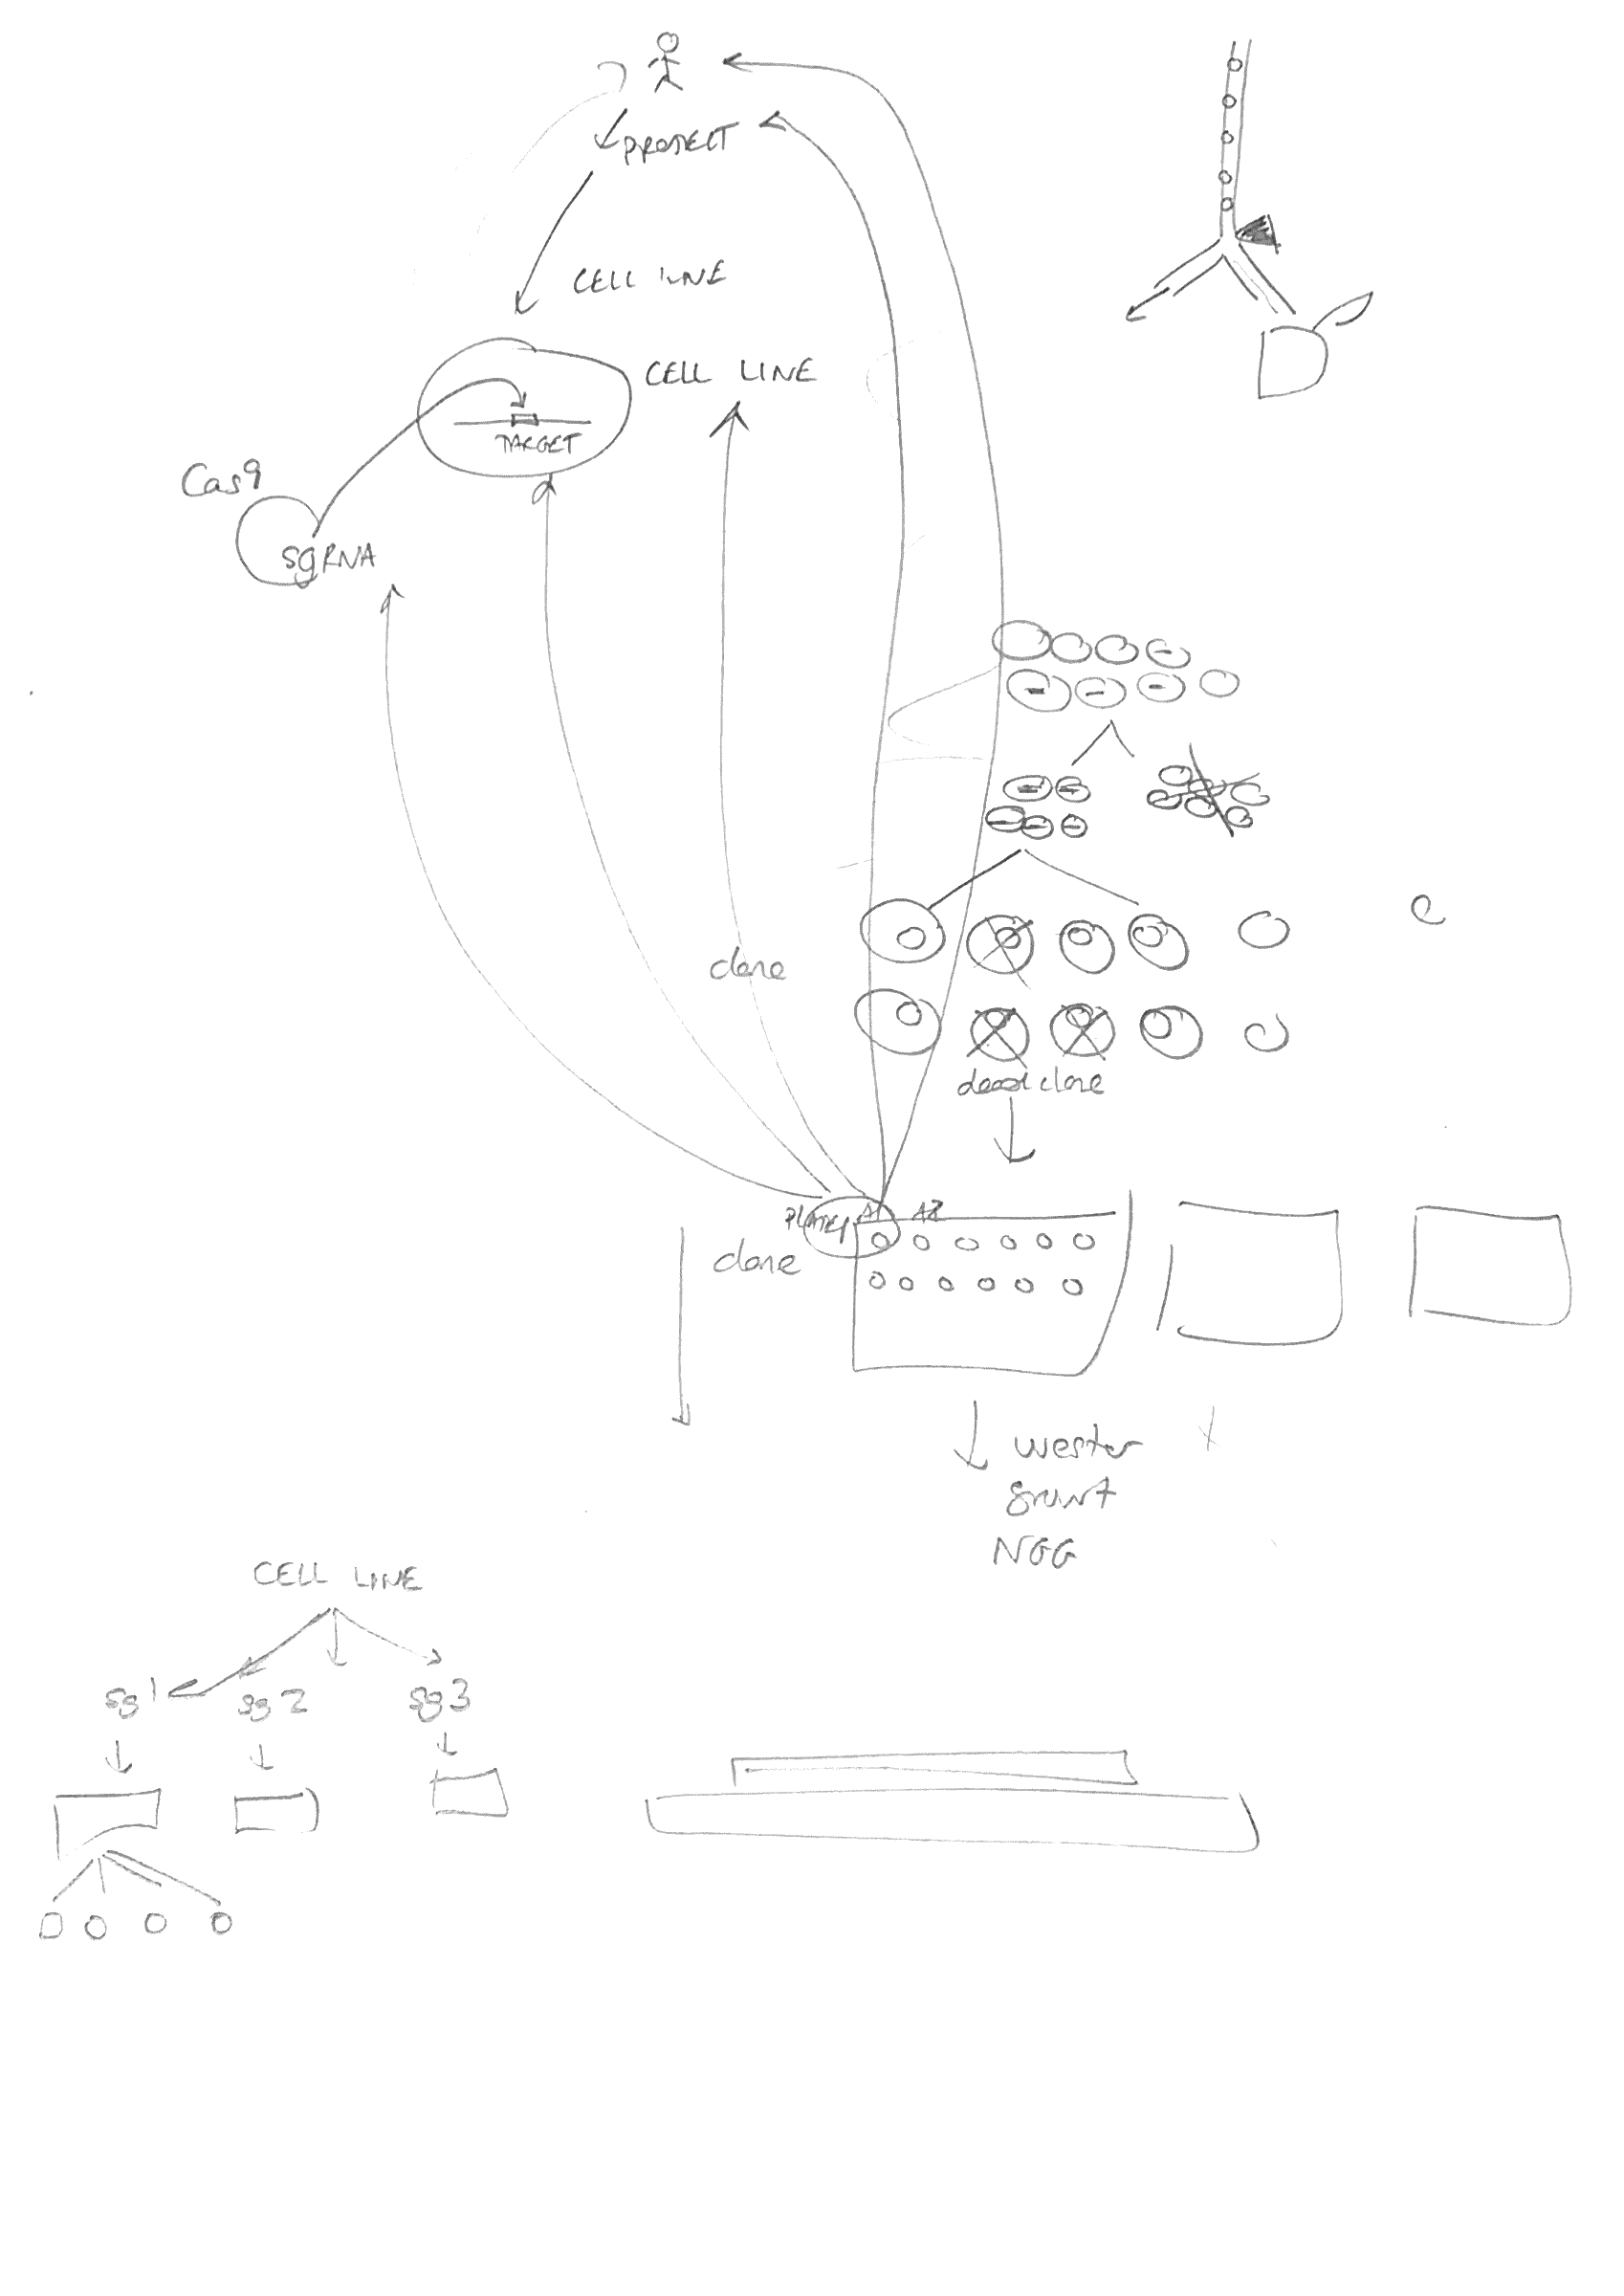 PROJECT
CELL LINE
CELL LINE
TARGET
Cas9
sgRNA
clone
dead clone
PLATE1 A1 A2
clone
wester
NGG
CELL LINE
sg1 sg2 sg3